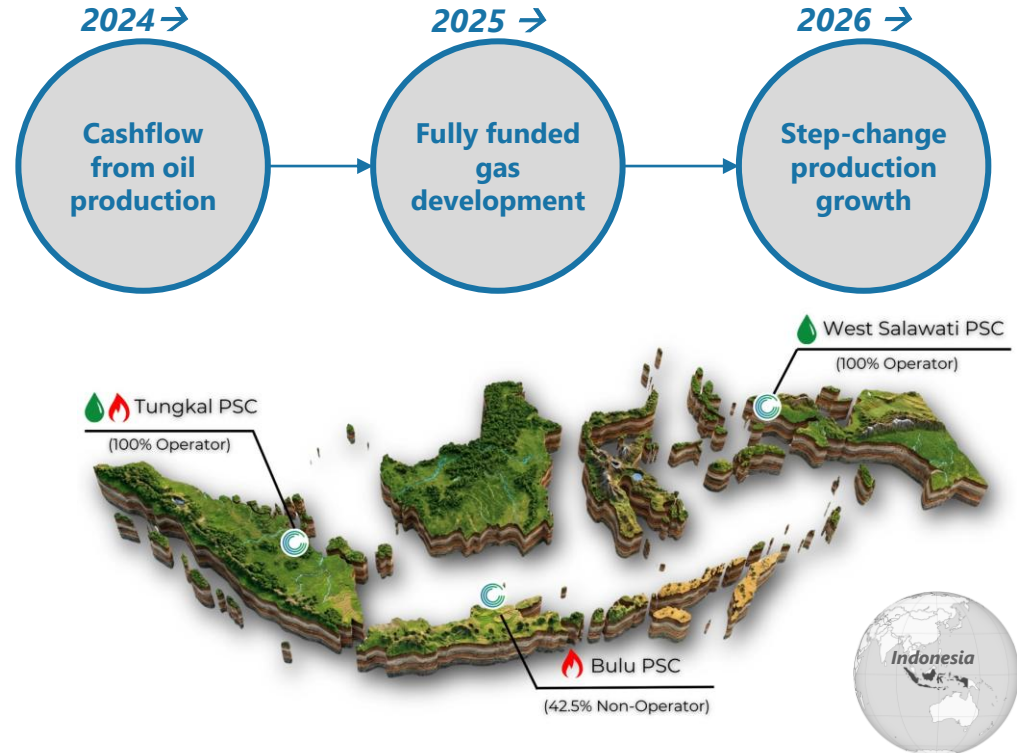 2024→
2025 →
2026 →
Cashflow
from oil
production
Fully funded
gas
development
Step-change
production
growth
West Salawati PSC
(100% Operator)
Tungkal PSC
(100% Operator)
Bulu PSC
(42.5% Non-Operator)
Indonesia